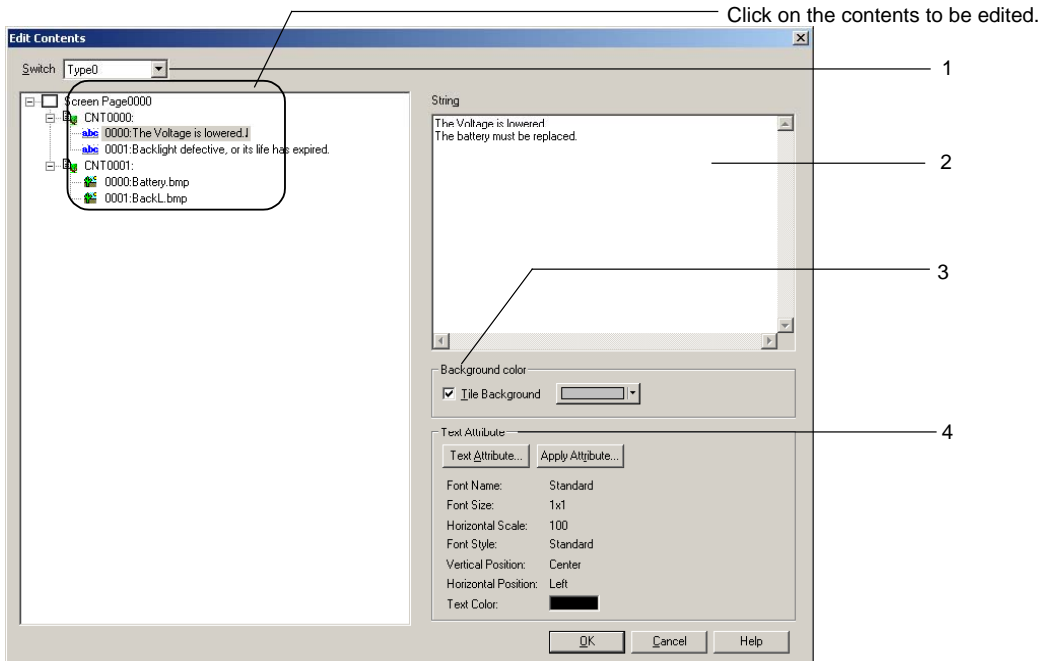 Click on the contents to be edited.
Edit Contents
Switch Type0
1
Screen Page0000
CNT0000:
abc 0000:The Voltage is lowered.↓
abc 0001:Backlight defective, or its life has expired.
CNT0001:
0000:Battery.bmp
0001:BackL.bmp
String
The Voltage is lowered.
The battery must be replaced.
2
3
Background color
Tile Background
Text Attribute
4
Text Attribute... Apply Attribute...
Font Name: Standard
Font Size: 1x1
Horizontal Scale: 100
Font Style: Standard
Vertical Position: Center
Horizontal Position: Left
Text Color:
OK Cancel Help